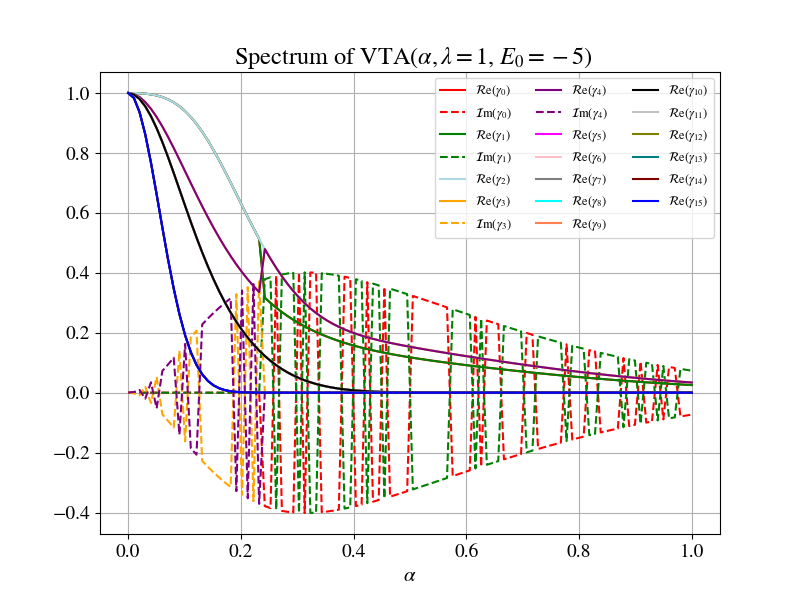 Spectrum of VTA(α, λ = 1, E₀ = −5)
1.0
0.8
0.6
0.4
0.2
0.0
−0.2
−0.4
0.0 0.2 0.4 0.6 0.8 1.0
α
ℛe(γ₀)
ℐm(γ₀)
ℛe(γ₁)
ℐm(γ₁)
ℛe(γ₂)
ℛe(γ₃)
ℐm(γ₃)
ℛe(γ₄)
ℐm(γ₄)
ℛe(γ₅)
ℛe(γ₆)
ℛe(γ₇)
ℛe(γ₈)
ℛe(γ₉)
ℛe(γ₁₀)
ℛe(γ₁₁)
ℛe(γ₁₂)
ℛe(γ₁₃)
ℛe(γ₁₄)
ℛe(γ₁₅)